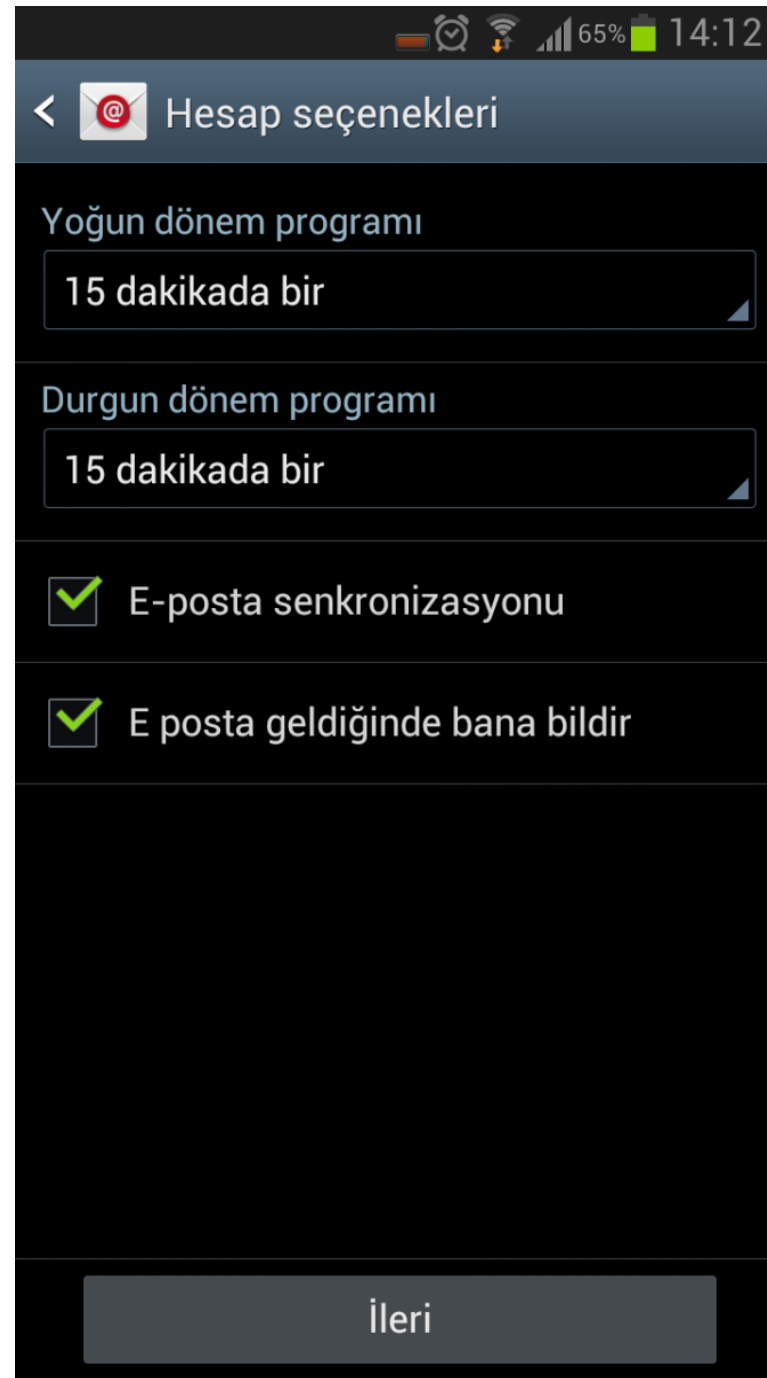 65% 14:12
Hesap seçenekleri
Yoğun dönem programı
15 dakikada bir
Durgun dönem programı
15 dakikada bir
E-posta senkronizasyonu
E posta geldiğinde bana bildir
İleri